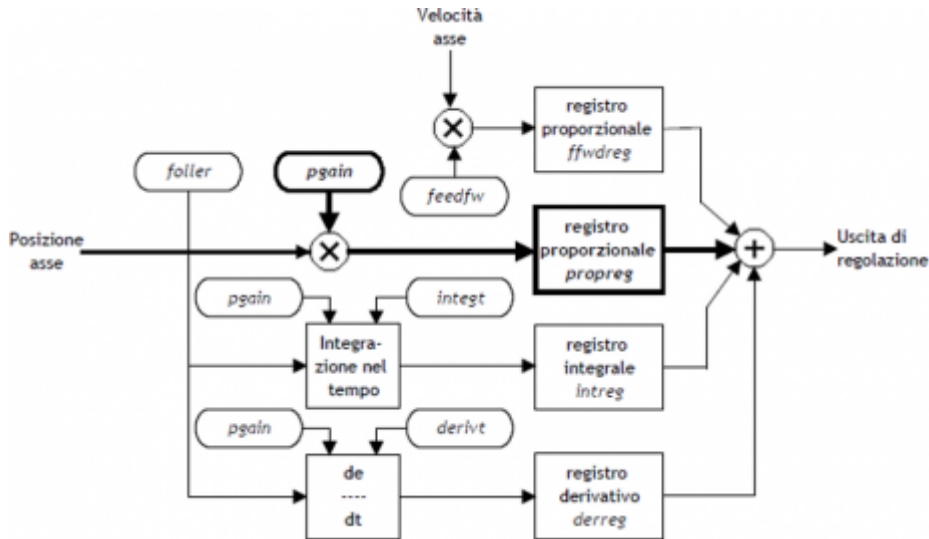 Velocità
asse
registro
proporzionale
ffwdreg
foller
pgain
feedfw
Posizione
asse
registro
proporzionale
propreg
Uscita di
regolazione
pgain
integt
Integra-
zione nel
tempo
registro
integrale
intreg
pgain
derivt
de
----
dt
registro
derivativo
derreg